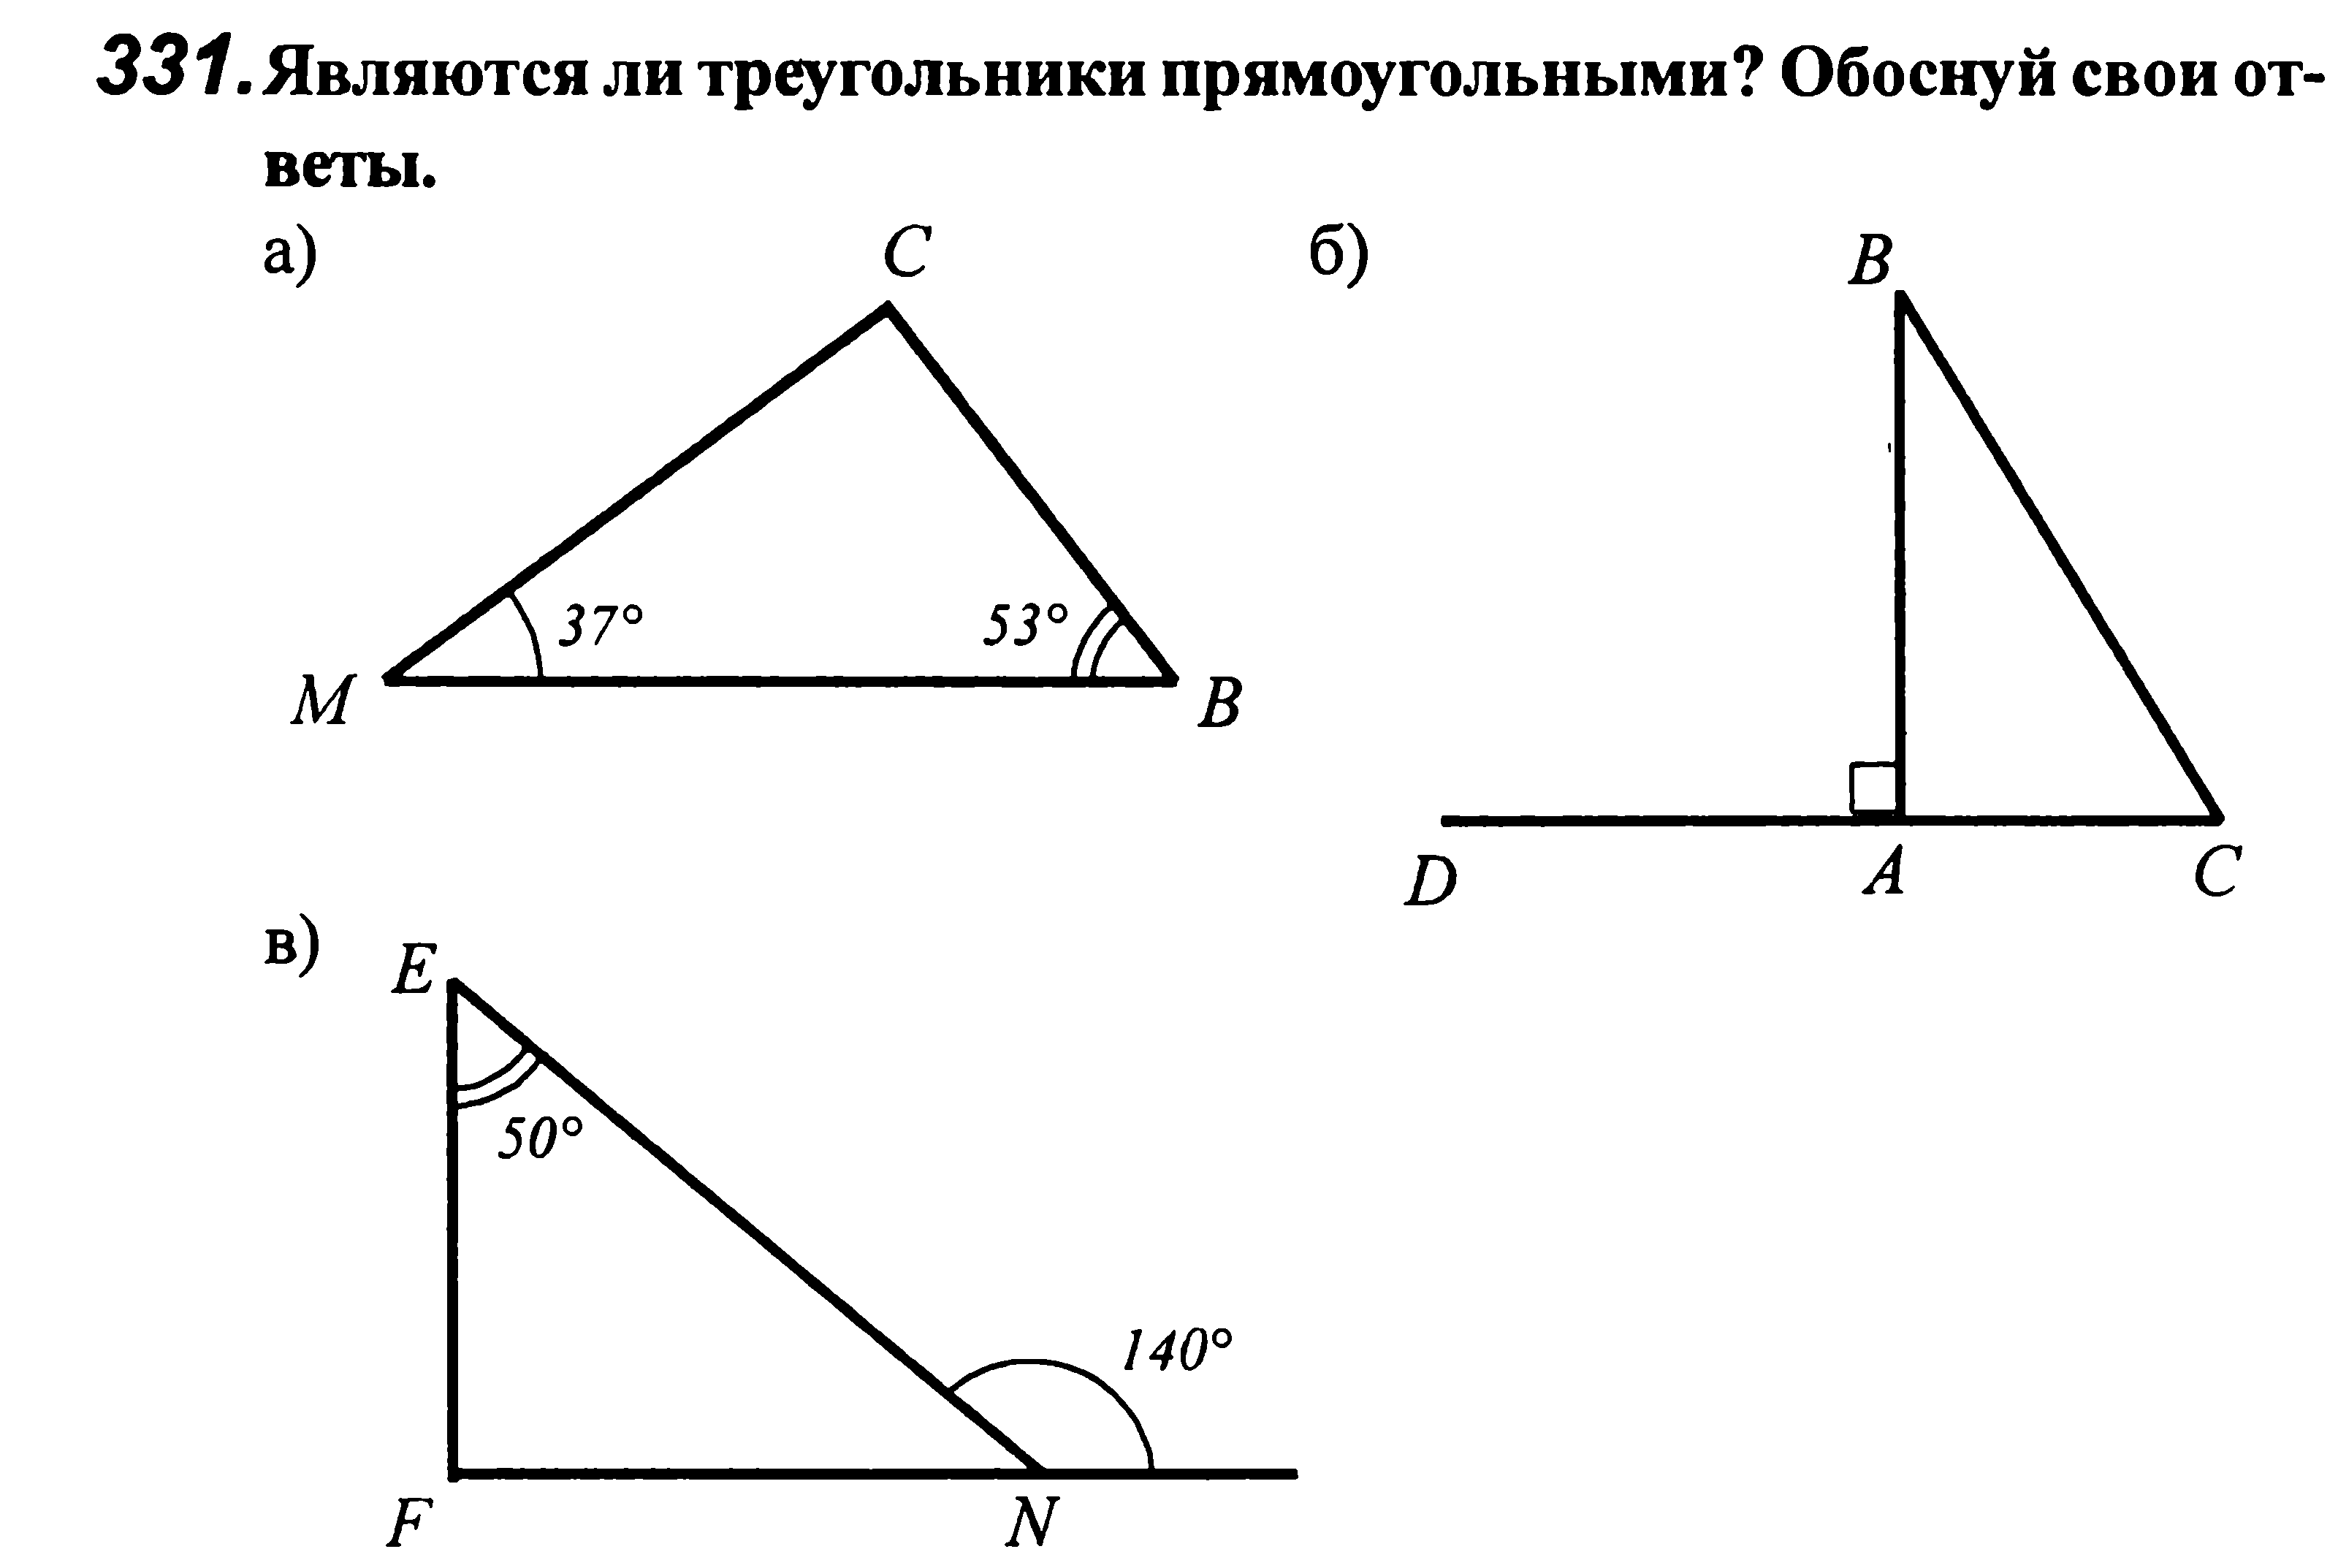 331. Являются ли треугольники прямоугольными? Обоснуй свои от-
веты.
а)
C
37°
53°
M
B
б)
B
D
A
C
в)
E
50°
140°
F
N